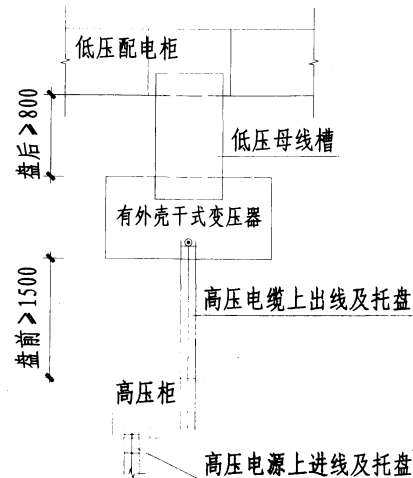 低压配电柜
盘后≥800
低压母线槽
有外壳干式变压器
盘前≥1500
高压电缆上出线及托盘
高压柜
高压电源上进线及托盘